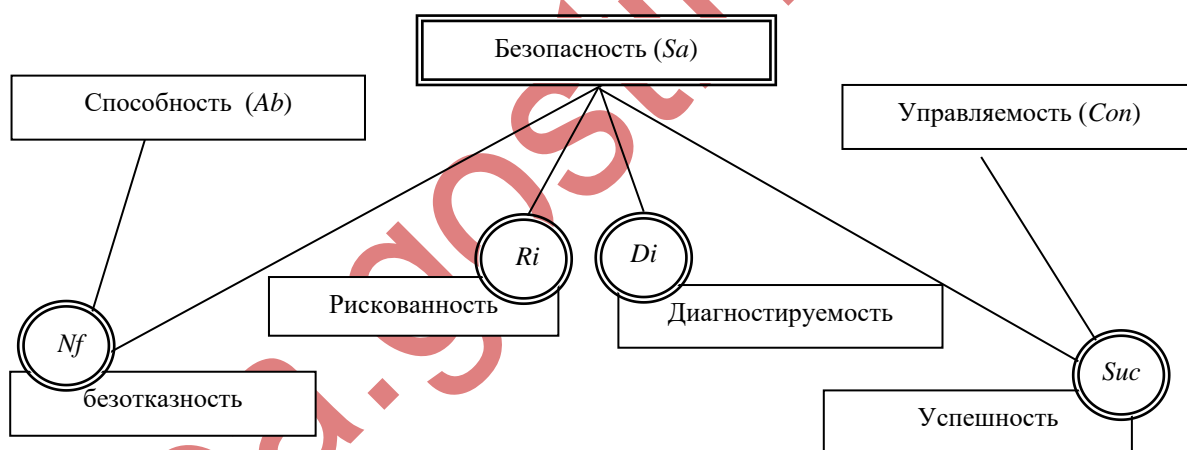 Безопасность (Sa)
Способность (Ab)
Управляемость (Con)
Ri
Di
Рискованность
Диагностируемость
Nf
безотказность
Suc
Успешность